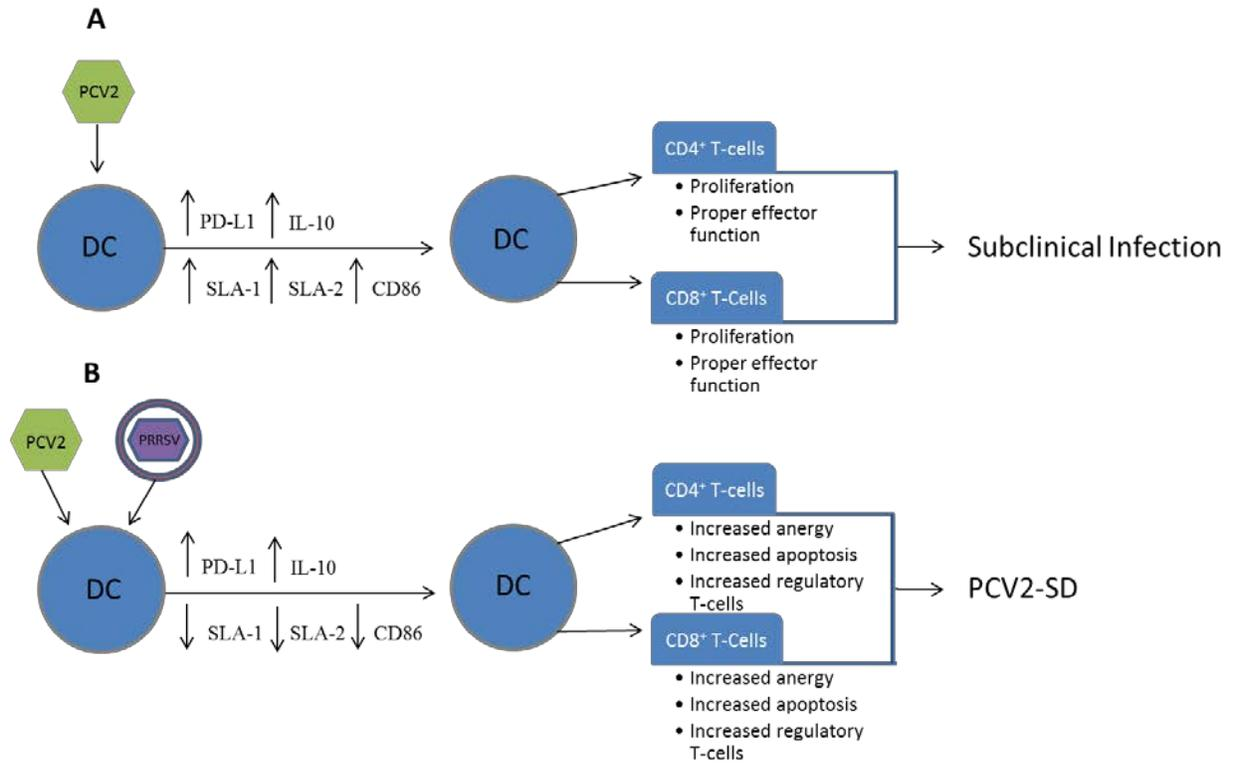 A
PCV2
DC
PD-L1 IL-10
SLA-1 SLA-2 CD86
DC
CD4⁺ T-cells
• Proliferation
• Proper effector
function
CD8⁺ T-Cells
• Proliferation
• Proper effector
function
Subclinical Infection
B
PCV2
PRRSV
DC
PD-L1 IL-10
SLA-1 SLA-2 CD86
DC
CD4⁺ T-cells
• Increased anergy
• Increased apoptosis
• Increased regulatory
T-cells
CD8⁺ T-Cells
• Increased anergy
• Increased apoptosis
• Increased regulatory
T-cells
PCV2-SD